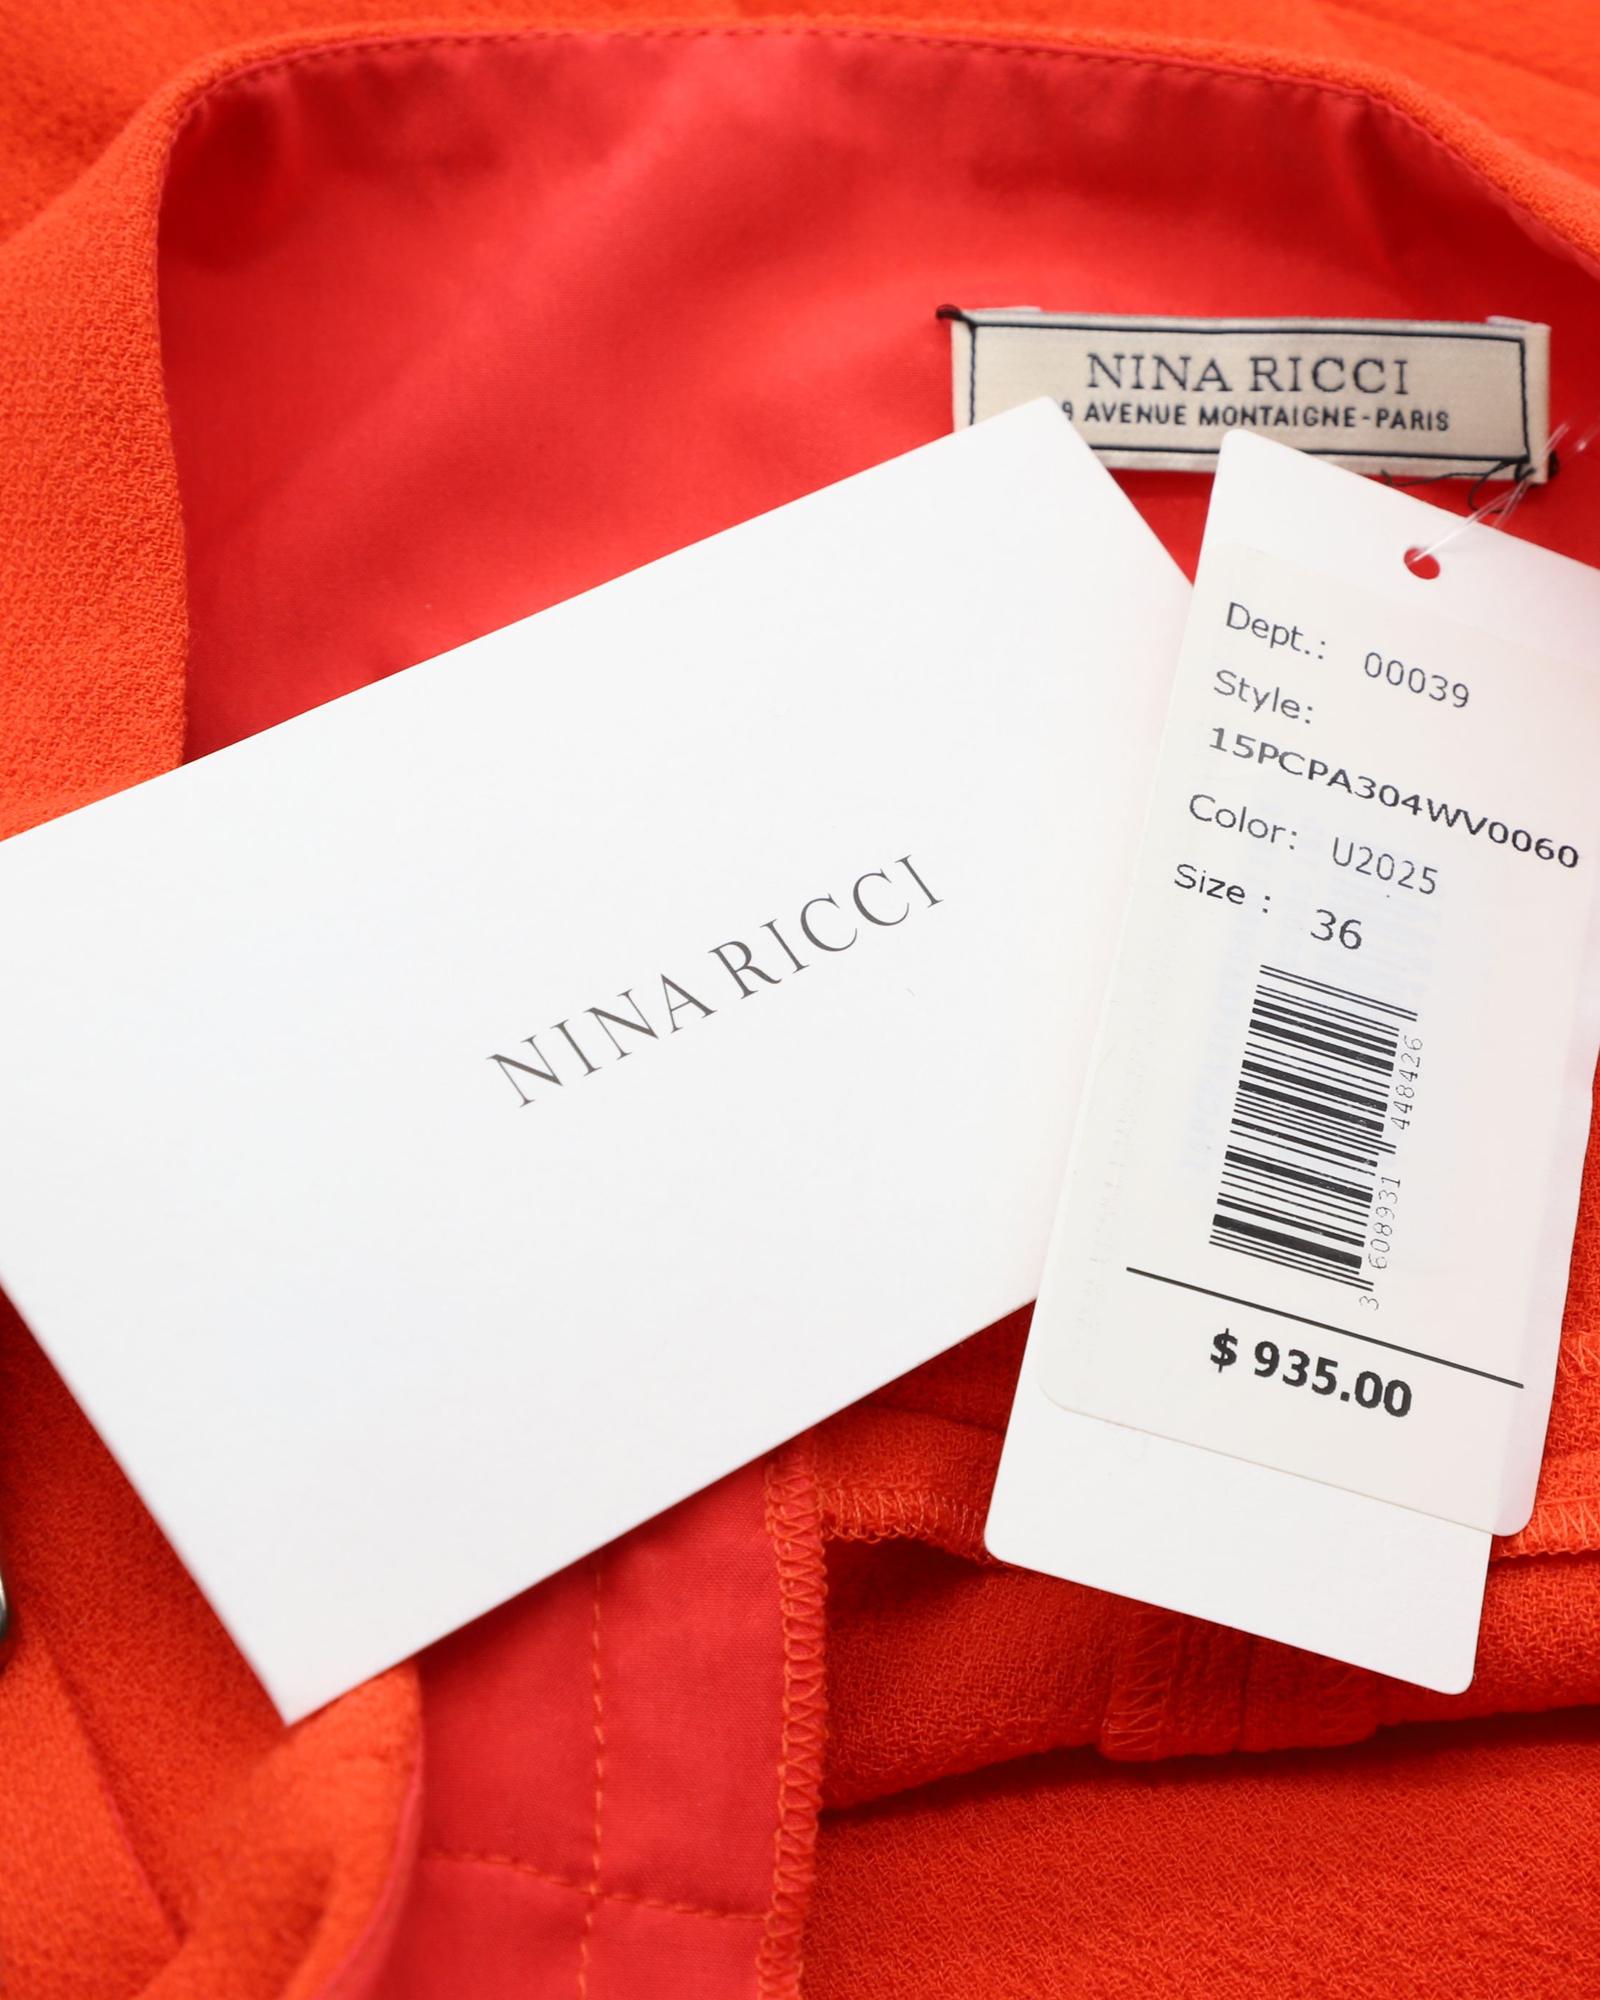 NINA RICCI
9 AVENUE MONTAIGNE-PARIS
NINA RICCI
Dept.: 00039
Style:
15PCPA304WV0060
Color: U2025
Size : 36
3 608931 448426
$ 935.00